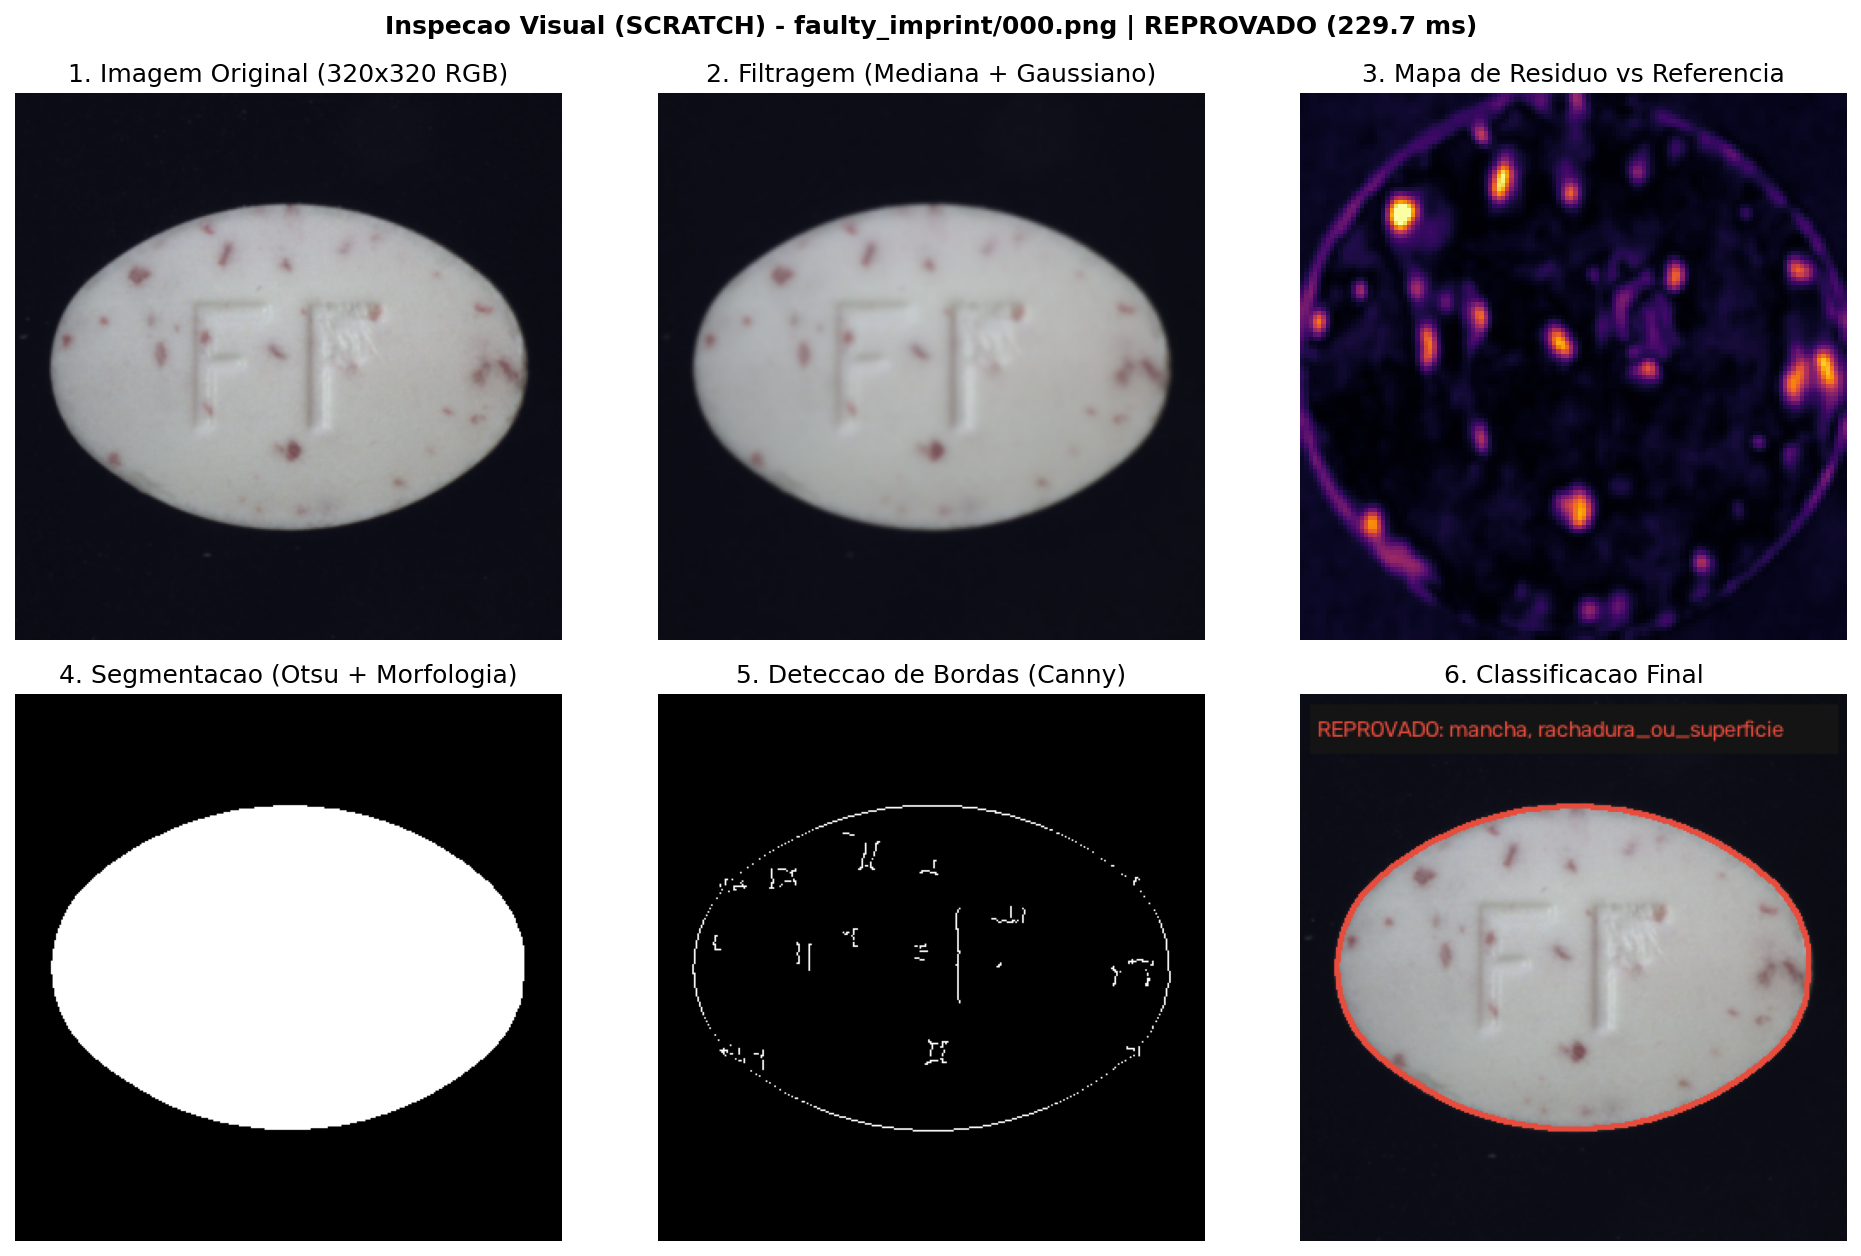 Inspecao Visual (SCRATCH) - faulty_imprint/000.png | REPROVADO (229.7 ms)
1. Imagem Original (320x320 RGB)
2. Filtragem (Mediana + Gaussiano)
3. Mapa de Residuo vs Referencia
FF
FF
4. Segmentacao (Otsu + Morfologia)
5. Deteccao de Bordas (Canny)
6. Classificacao Final
REPROVADO: mancha, rachadura_ou_superficie
FF